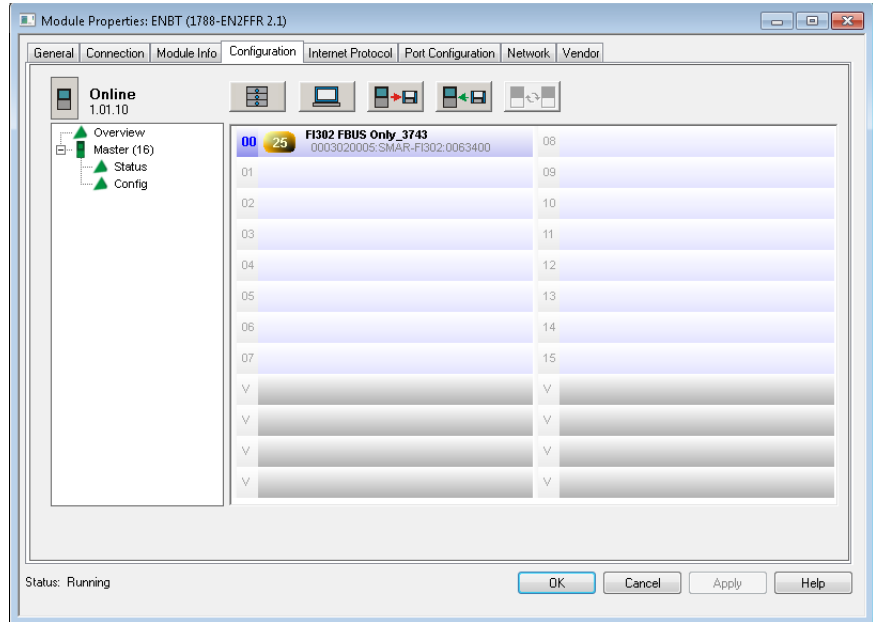 Module Properties: ENBT (1788-EN2FFR 2.1)
General Connection Module Info Configuration Internet Protocol Port Configuration Network Vendor
Online
1.01.10
Overview
Master (16)
Status
Config
00 25 FI302 FBUS Only_3743
0003020005:SMAR-FI302:0063400
08
01 09
02 10
03 11
04 12
05 13
06 14
07 15
V V
V V
V V
V V
Status: Running
OK Cancel Apply Help